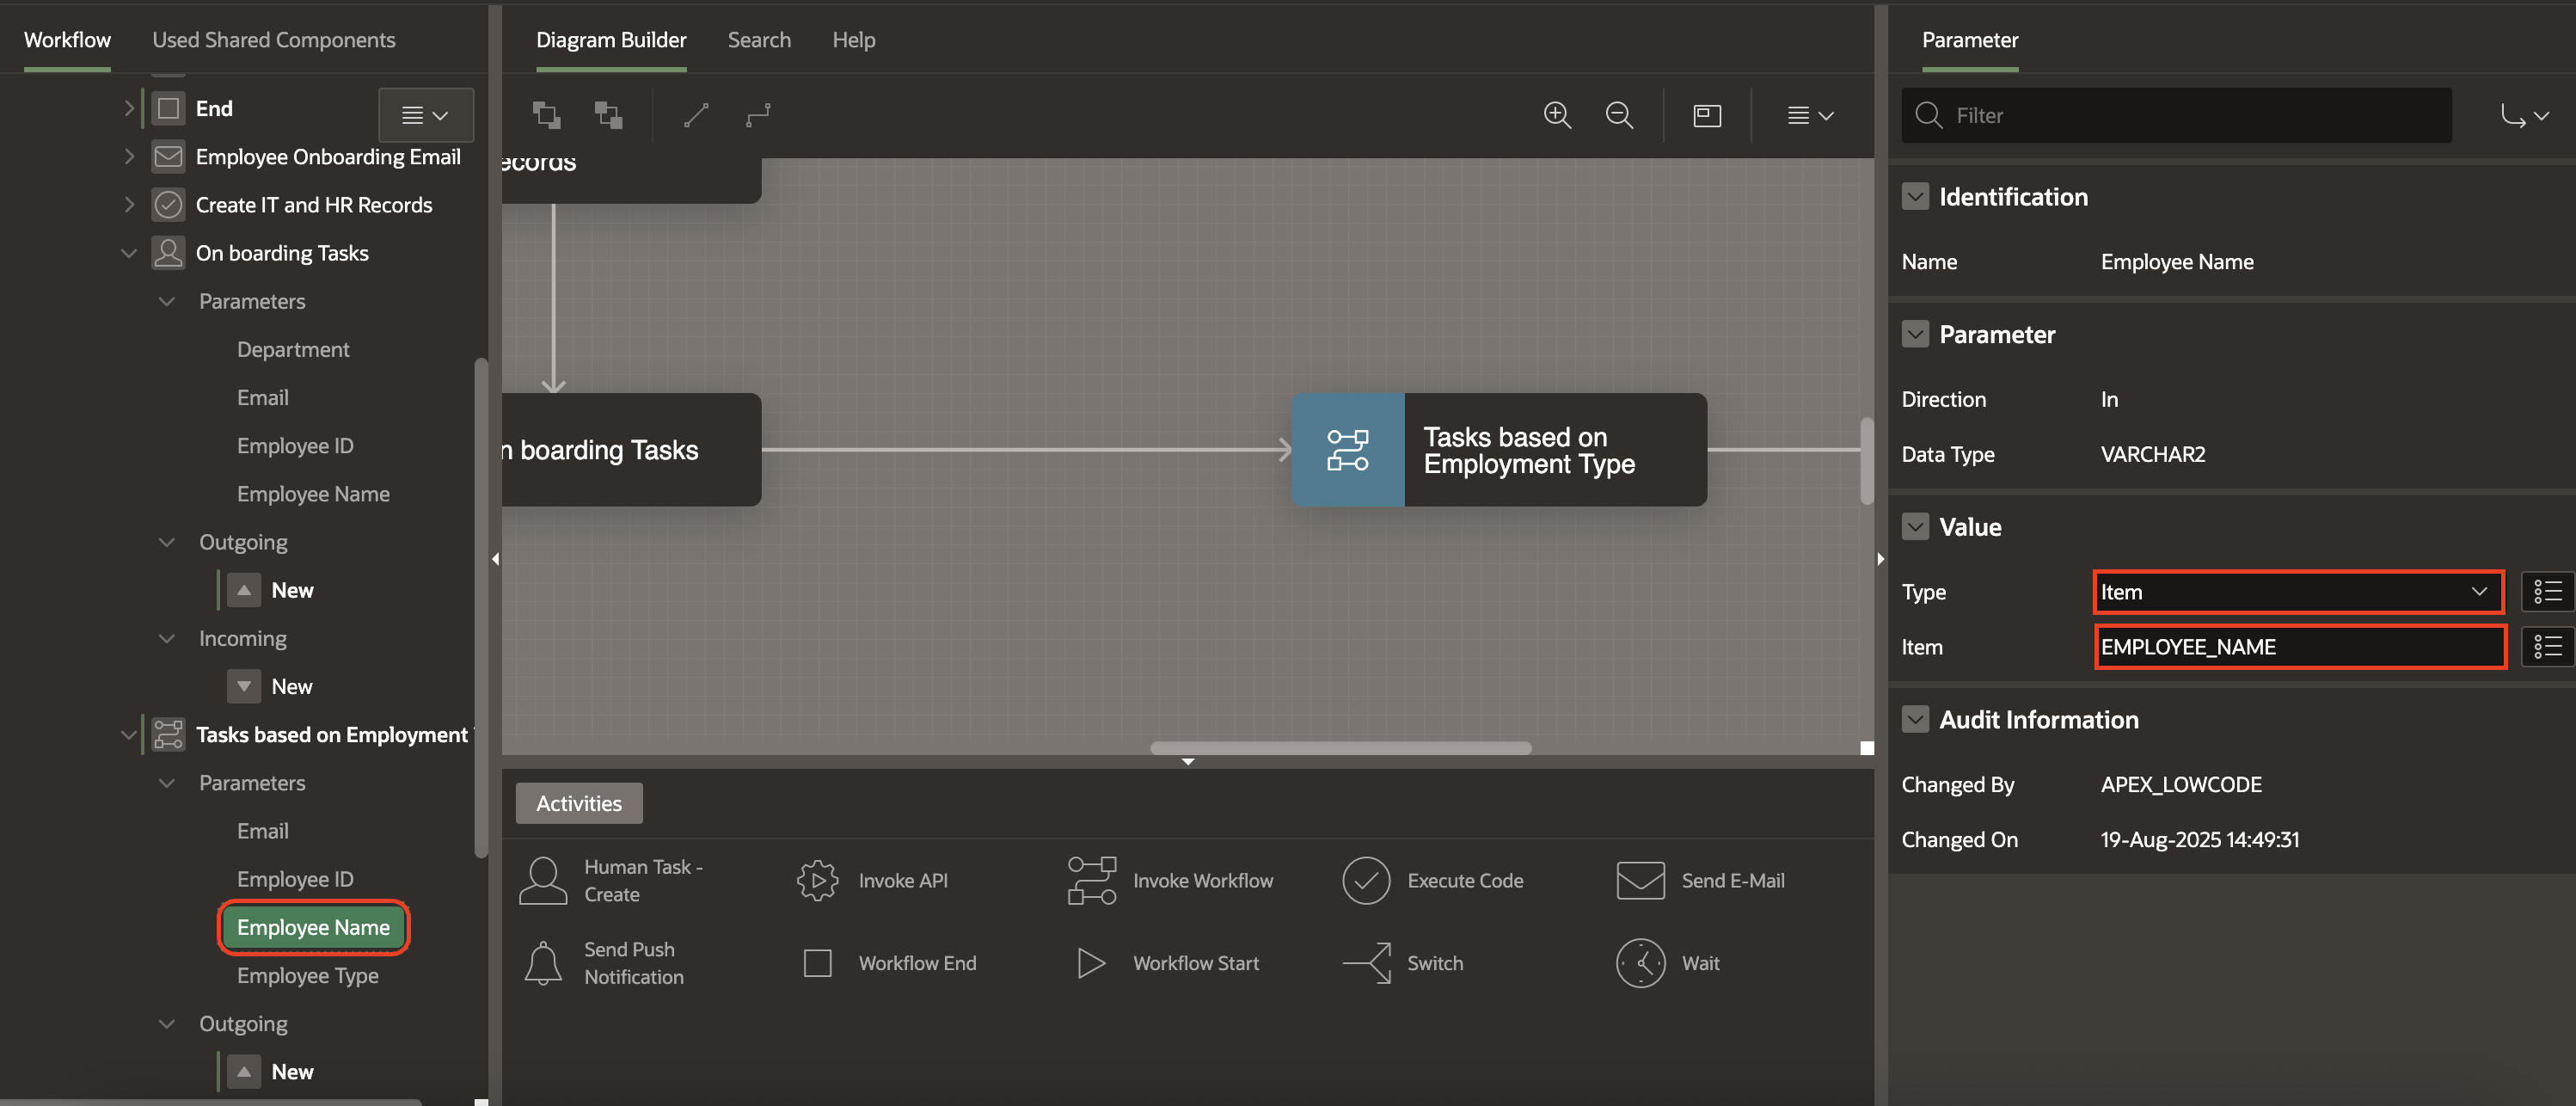 Workflow
Used Shared Components
End
Employee Onboarding Email
Create IT and HR Records
On boarding Tasks
Parameters
Department
Email
Employee ID
Employee Name
Outgoing
New
Incoming
New
Tasks based on Employment
Parameters
Email
Employee ID
Employee Name
Employee Type
Outgoing
New
Diagram Builder
Search
Help
ecords
n boarding Tasks
Tasks based on
Employment Type
Activities
Human Task -
Create
Invoke API
Invoke Workflow
Execute Code
Send E-Mail
Send Push
Notification
Workflow End
Workflow Start
Switch
Wait
Parameter
Filter
Identification
Name
Employee Name
Parameter
Direction
In
Data Type
VARCHAR2
Value
Type
Item
Item
EMPLOYEE_NAME
Audit Information
Changed By
APEX_LOWCODE
Changed On
19-Aug-2025 14:49:31